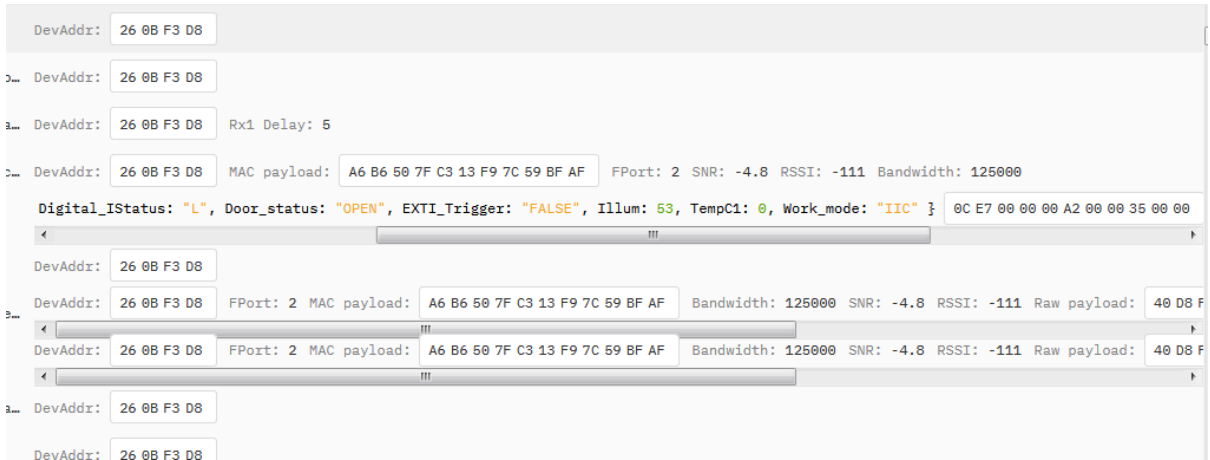 DevAddr: 26 0B F3 D8
o… DevAddr: 26 0B F3 D8
a… DevAddr: 26 0B F3 D8 Rx1 Delay: 5
c… DevAddr: 26 0B F3 D8 MAC payload: A6 B6 50 7F C3 13 F9 7C 59 BF AF FPort: 2 SNR: -4.8 RSSI: -111 Bandwidth: 125000
Digital_IStatus: "L", Door_status: "OPEN", EXTI_Trigger: "FALSE", Illum: 53, TempC1: 0, Work_mode: "IIC" } 0C E7 00 00 00 A2 00 00 35 00 00
DevAddr: 26 0B F3 D8
e… DevAddr: 26 0B F3 D8 FPort: 2 MAC payload: A6 B6 50 7F C3 13 F9 7C 59 BF AF Bandwidth: 125000 SNR: -4.8 RSSI: -111 Raw payload: 40 D8 F
DevAddr: 26 0B F3 D8 FPort: 2 MAC payload: A6 B6 50 7F C3 13 F9 7C 59 BF AF Bandwidth: 125000 SNR: -4.8 RSSI: -111 Raw payload: 40 D8 F
a… DevAddr: 26 0B F3 D8
DevAddr: 26 0B F3 D8